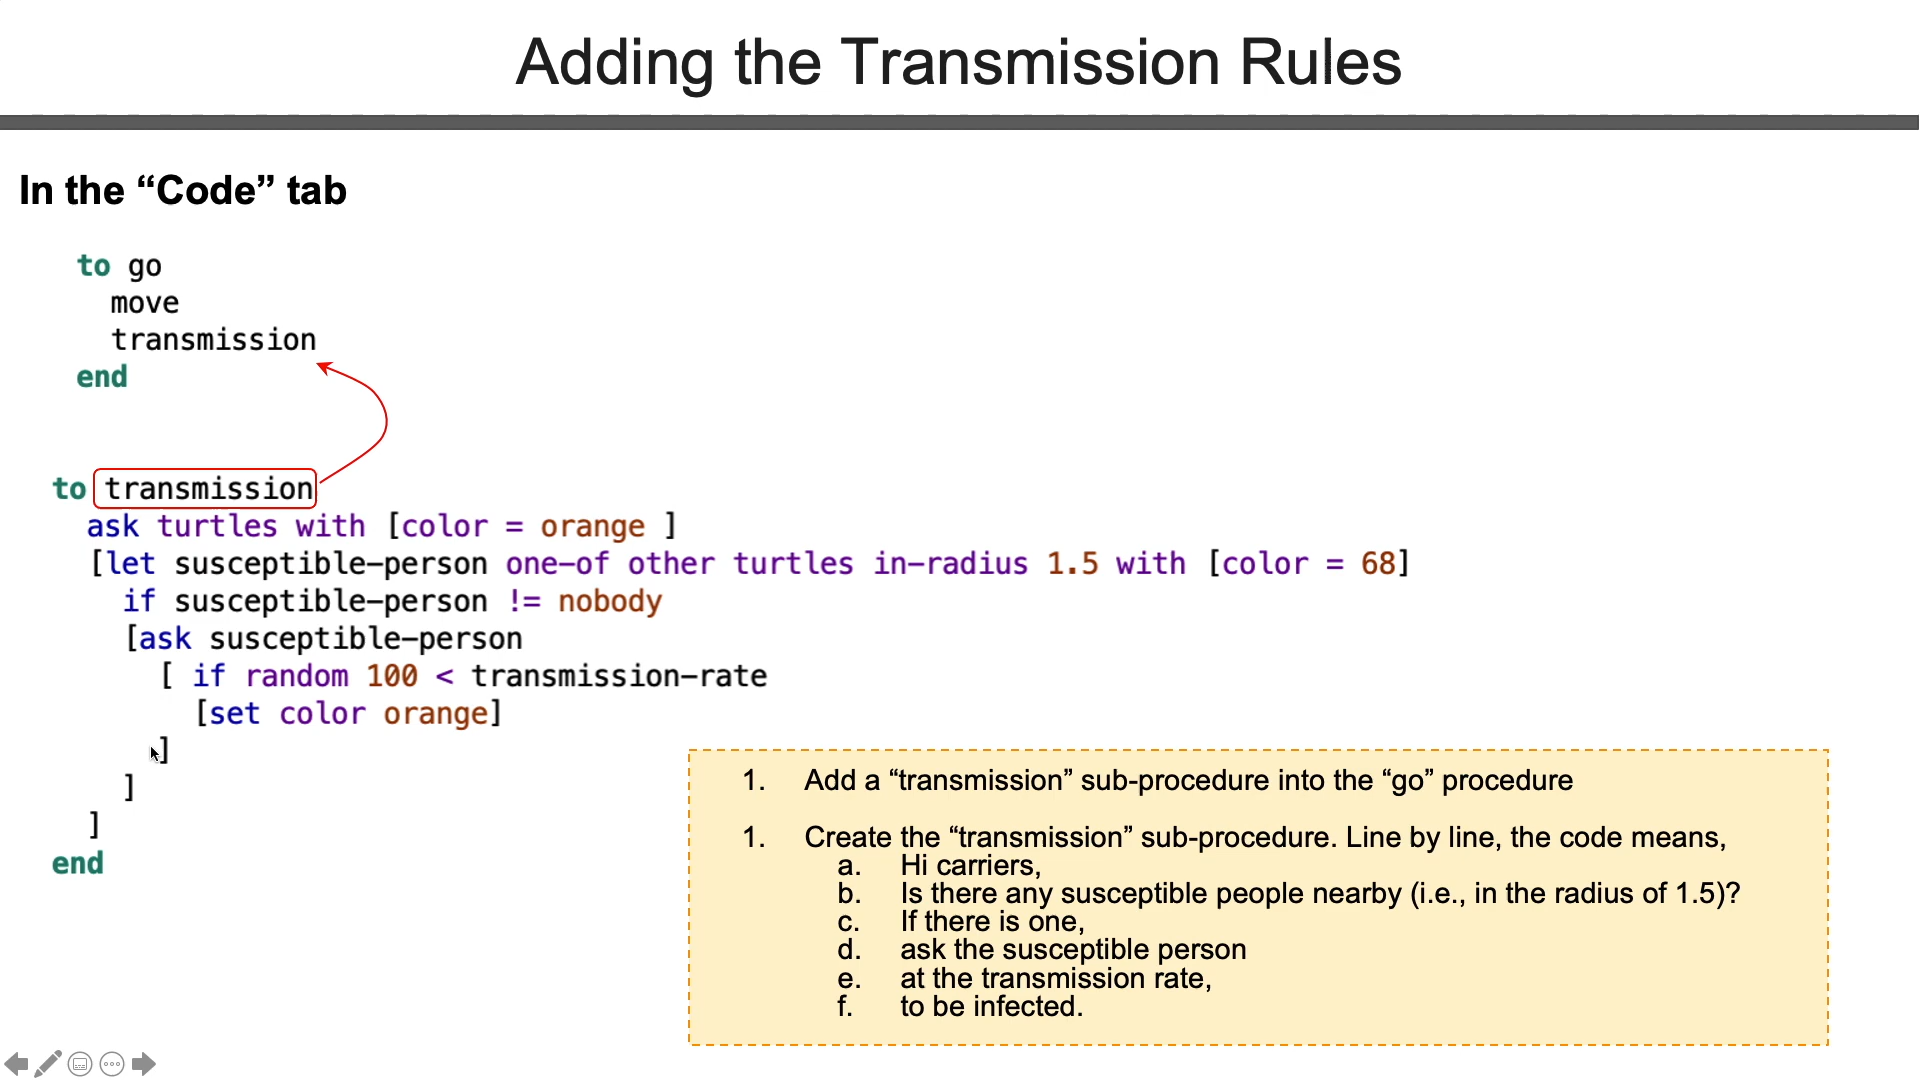 Adding the Transmission Rules
In the “Code” tab
to go
move
transmission
end
to transmission
ask turtles with [color = orange ]
[let susceptible-person one-of other turtles in-radius 1.5 with [color = 68]
if susceptible-person != nobody
[ask susceptible-person
[ if random 100 < transmission-rate
[set color orange]
]
]
]
end
1. Add a “transmission” sub-procedure into the “go” procedure
1. Create the “transmission” sub-procedure. Line by line, the code means,
a. Hi carriers,
b. Is there any susceptible people nearby (i.e., in the radius of 1.5)?
c. If there is one,
d. ask the susceptible person
e. at the transmission rate,
f. to be infected.